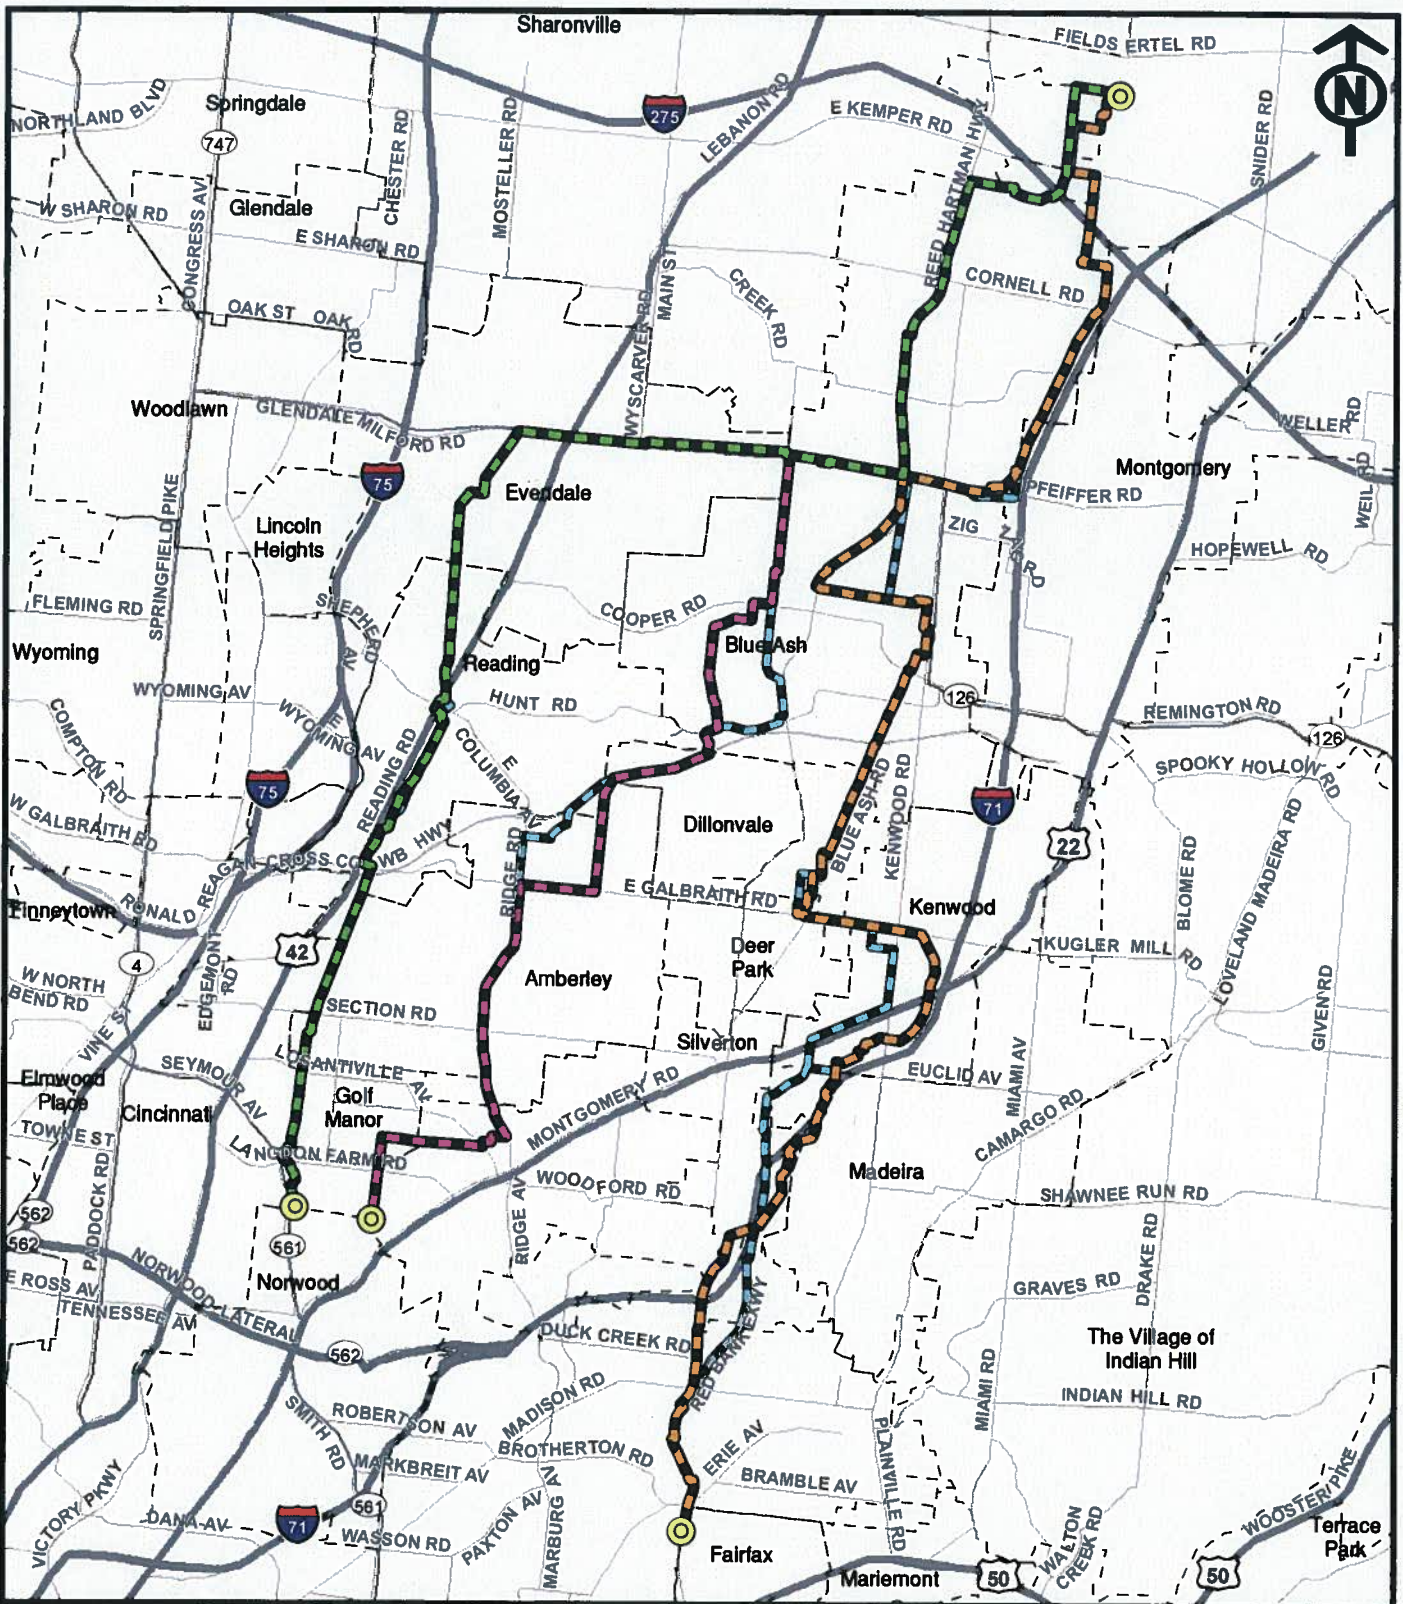 Sharonville
FIELDS ERTEL RD
N
Springdale
NORTHLAND BLVD
747
275
LEBANON RD
E KEMPER RD
REED HARTMAN HWY
SNIDER RD
CHESTER RD
MOSTELLER RD
W SHARON RD
CONGRESS AV
Glendale
E SHARON RD
MAIN ST
CREEK RD
CORNELL RD
OAK ST
OAK RD
WYSCARVER RD
Woodlawn
GLENDALE MILFORD RD
WELLER RD
75
Montgomery
WEIL RD
SPRINGFIELD PIKE
Evendale
PFEIFFER RD
Lincoln
Heights
ZIG ZAG RD
HOPEWELL RD
FLEMING RD
SHEPHERD AV
COOPER RD
Wyoming
Reading
Blue Ash
WYOMING AV
HUNT RD
126
REMINGTON RD
126
COMPTON RD
E WYOMING AV
READING RD
E COLUMBIA AV
SPOOKY HOLLOW RD
75
W GALBRAITH RD
BLUE ASH RD
KENWOOD RD
71
Dillonvale
22
RONALD REAGAN CROSS CO WB HWY
RIDGE RD
E GALBRAITH RD
BLOME RD
LOVELAND MADEIRA RD
Finneytown
Kenwood
42
4
Deer
Park
KUGLER MILL RD
W NORTH
BEND RD
EDGEMONT RD
Amberley
GIVEN RD
SECTION RD
VINE ST
Silverton
SEYMOUR AV
LOSANTIVILLE AV
EUCLID AV
MIAMI AV
Elmwood
Place
Cincinnati
Golf
Manor
MONTGOMERY RD
CAMARGO RD
TOWNE ST
LANGDON FARM RD
Madeira
PADDOCK RD
WOODFORD RD
SHAWNEE RUN RD
562
562
561
RIDGE AV
NORWOOD LATERAL
Norwood
DRAKE RD
E ROSS AV
GRAVES RD
TENNESSEE AV
RED BANK EXWY
562
DUCK CREEK RD
The Village of
Indian Hill
MIAMI RD
INDIAN HILL RD
SMITH RD
ROBERTSON AV
MADISON RD
PLAINVILLE RD
BROTHERTON RD
ERIE AV
MARKBREIT AV
BRAMBLE AV
VICTORY PKWY
561
PAXTON AV
MARBURG AV
WOOSTER PIKE
DANA AV
71
WASSON RD
WALTON
CREEK RD
Terrace
Park
Fairfax
Mariemont
50
50